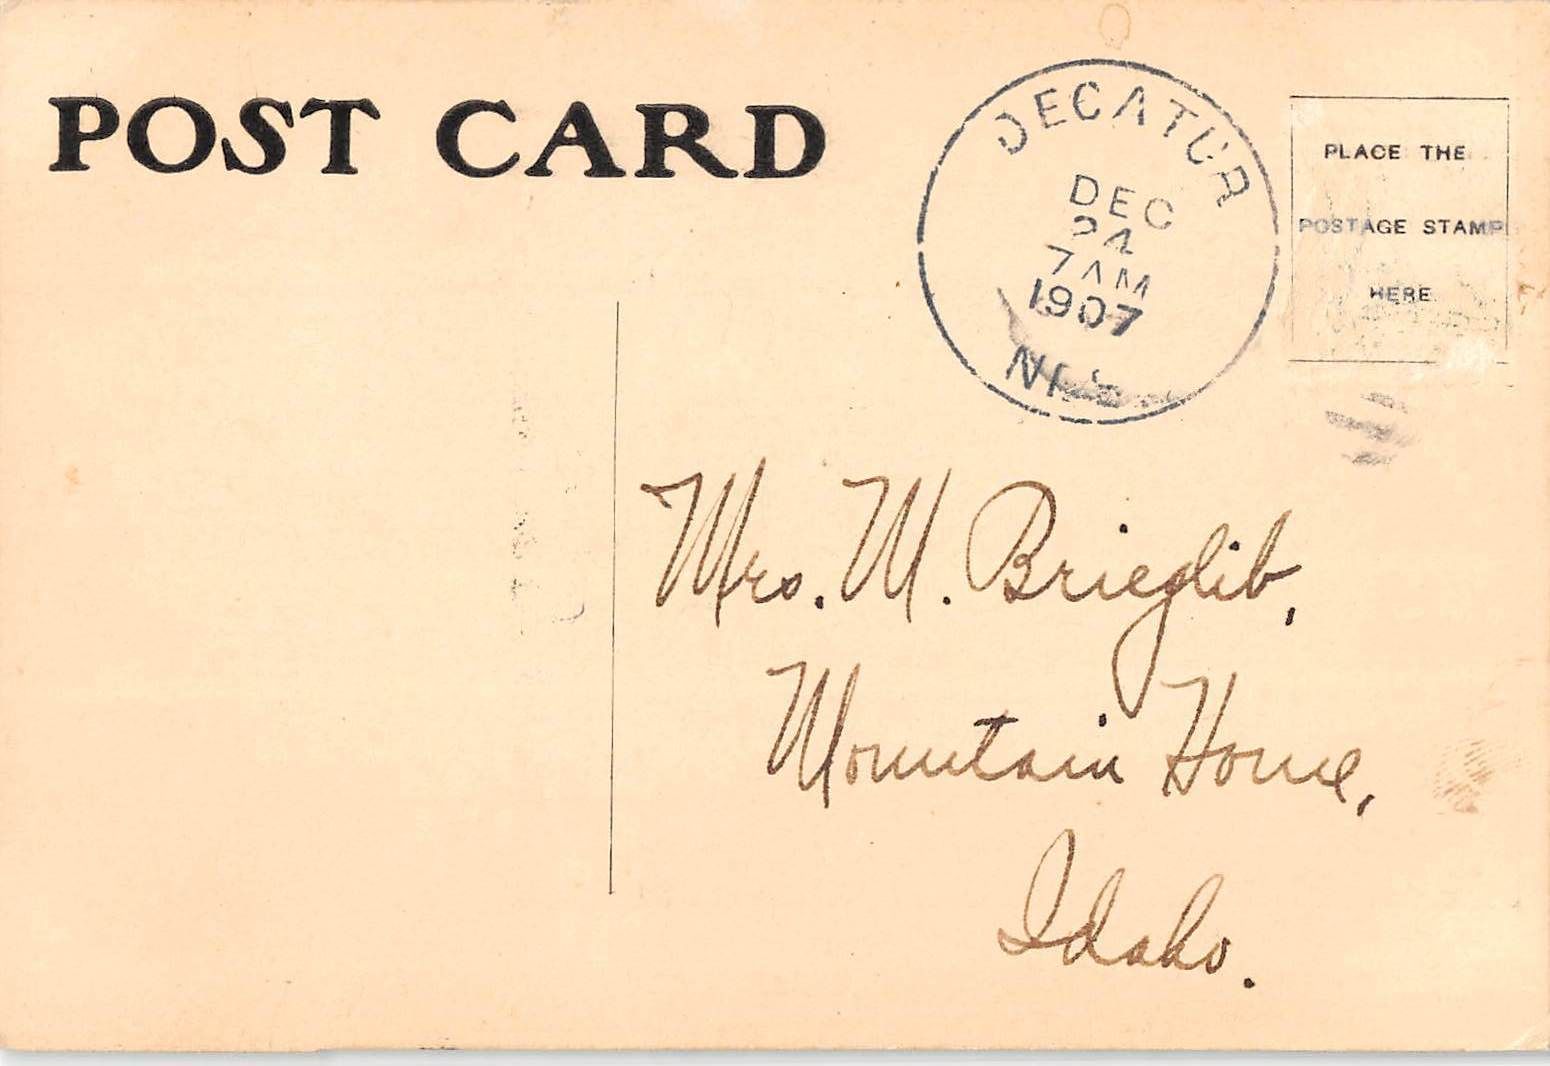 POST CARD
DECATUR
DEC
24
7 AM
1907
PLACE THE
POSTAGE STAMP
HERE
Mrs. M. Brieglib,
Mountain Home,
Idaho.